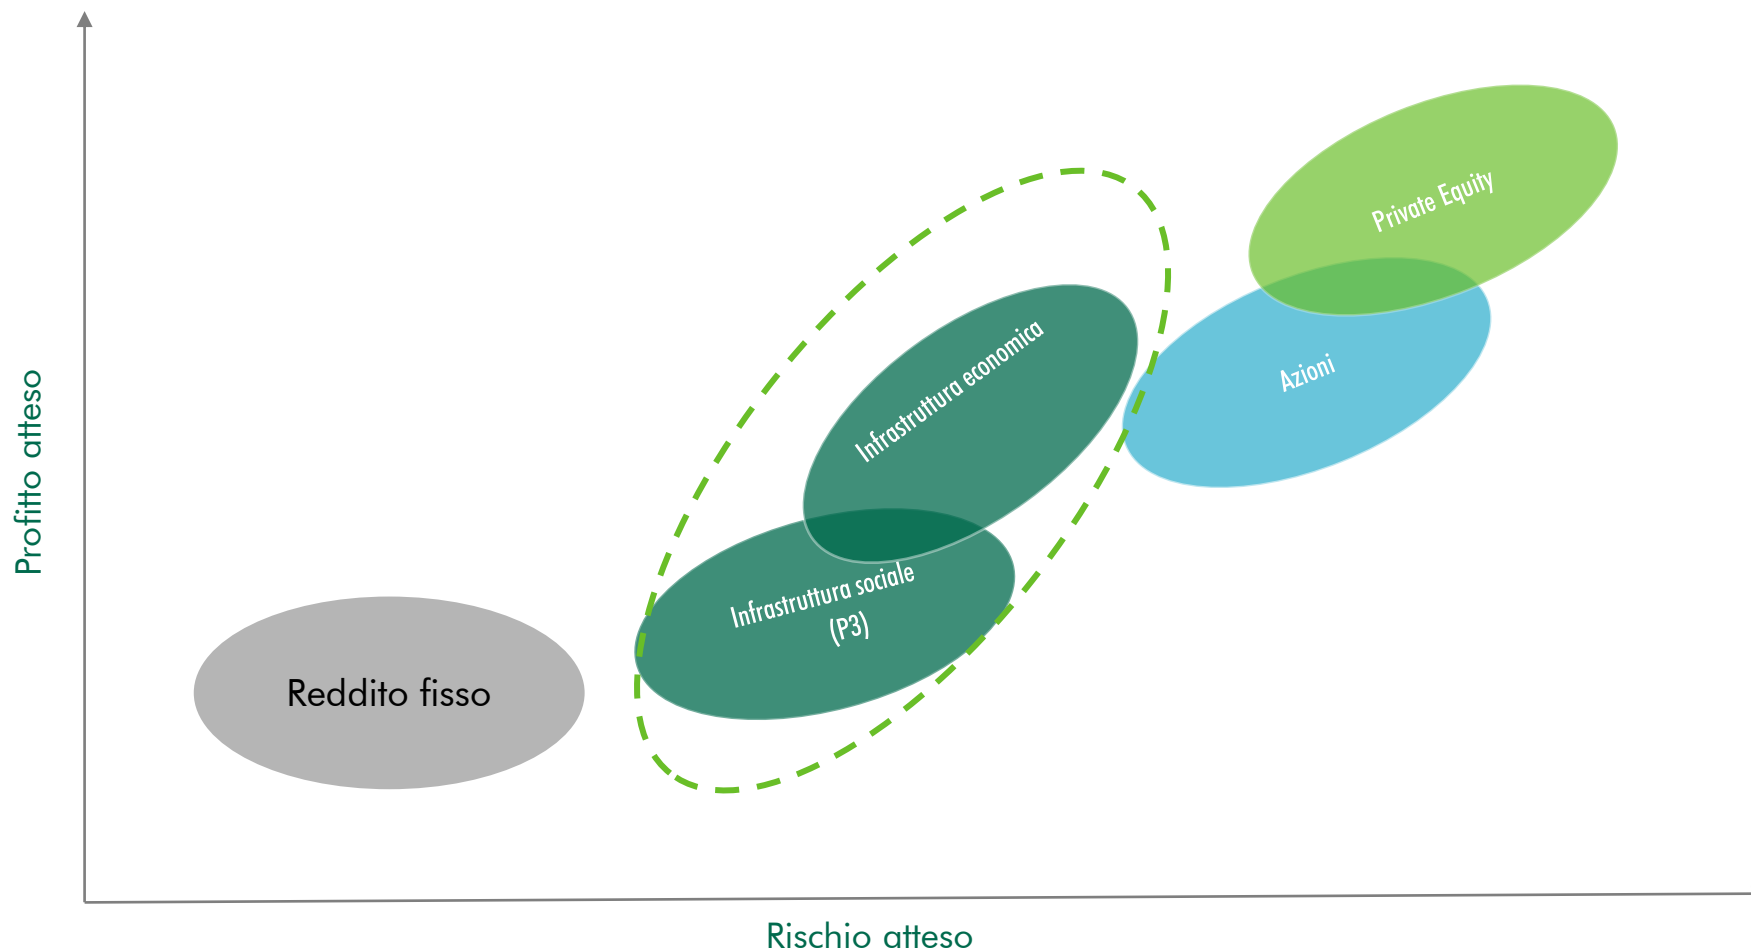 Private Equity
Infrastruttura economica
Azioni
Profitto atteso
Infrastruttura sociale
(P3)
Reddito fisso
Rischio atteso